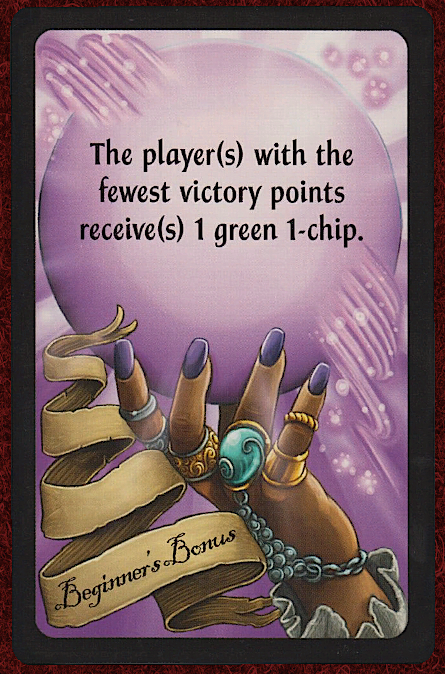 The player(s) with the
fewest victory points
receive(s) 1 green 1-chip.
Beginner's Bonus